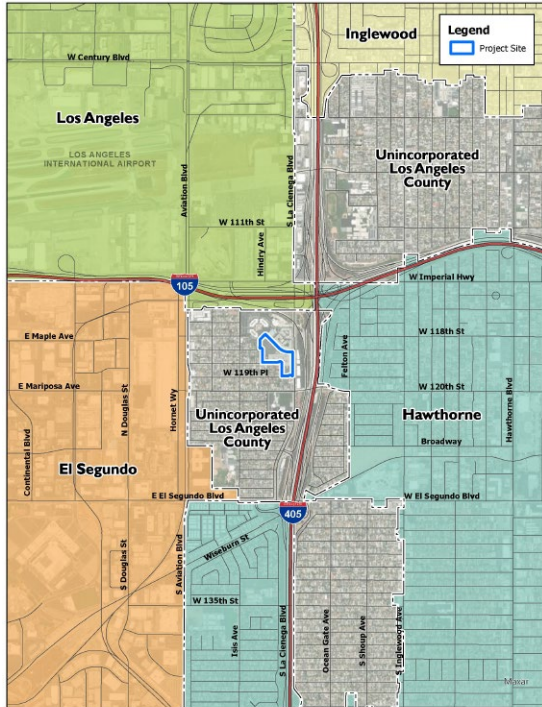 Inglewood
Legend
Project Site
W Century Blvd
Los Angeles
LOS ANGELES
INTERNATIONAL AIRPORT
Aviation Blvd
S La Cienega Blvd
Unincorporated
Los Angeles
County
W 111th St
Hindry Ave
W Imperial Hwy
105
E Maple Ave
W 118th St
Felton Ave
W 119th Pl
E Mariposa Ave
W 120th St
N Douglas St
Hornet Wy
Hawthorne Blvd
Continental Blvd
Unincorporated
Los Angeles
County
Hawthorne
Broadway
El Segundo
E El Segundo Blvd
W El Segundo Blvd
405
Wiseburn St
S Douglas St
S Aviation Blvd
W 135th St
Isis Ave
S La Cienega Blvd
Ocean Gate Ave
S Shoup Ave
S Inglewood Ave
Maxar